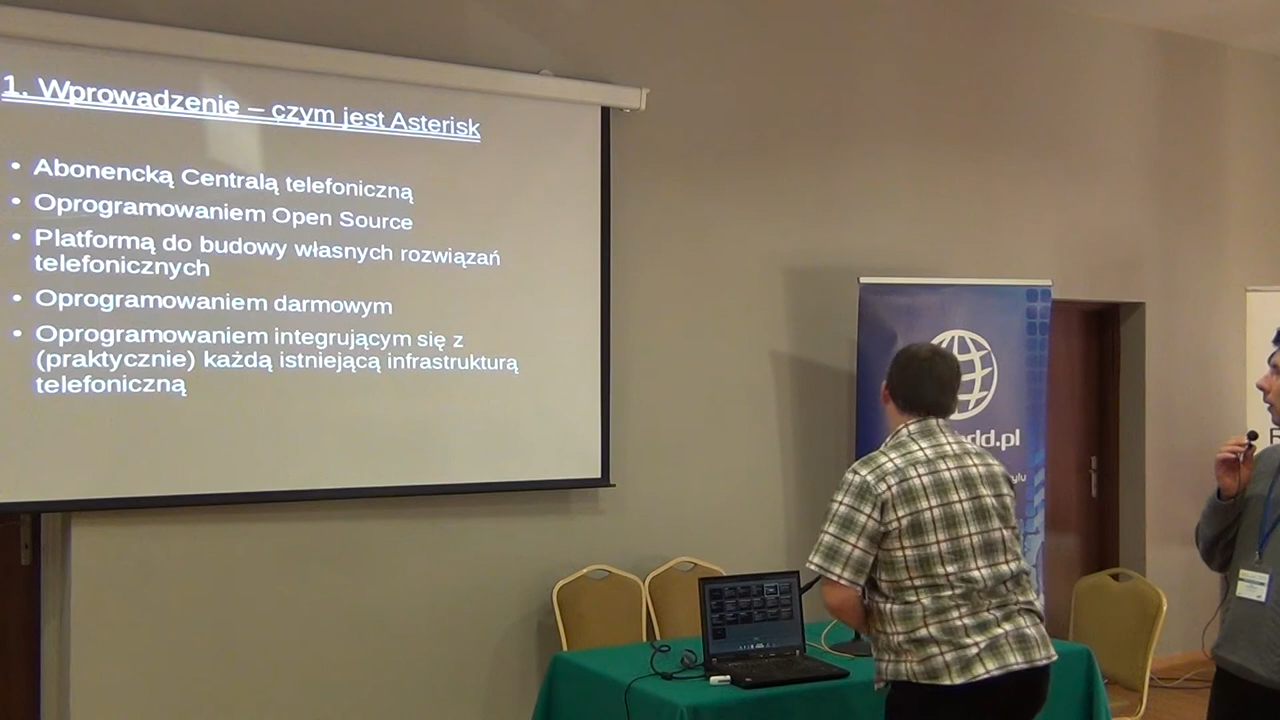 1. Wprowadzenie – czym jest Asterisk
• Abonencką Centralą telefoniczną
• Oprogramowaniem Open Source
• Platformą do budowy własnych rozwiązań
telefonicznych
• Oprogramowaniem darmowym
• Oprogramowaniem integrującym się z
(praktycznie) każdą istniejącą infrastrukturą
telefoniczną